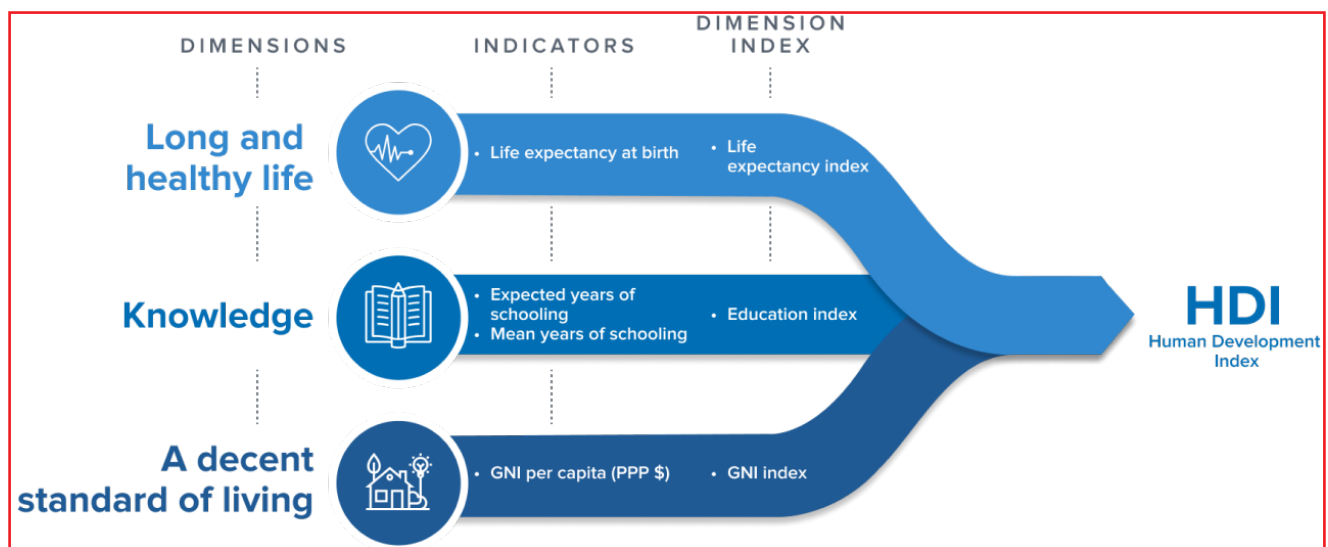 DIMENSIONS
INDICATORS
DIMENSION
INDEX
Long and
healthy life
• Life expectancy at birth
• Life
expectancy index
Knowledge
• Expected years of
schooling
• Mean years of schooling
• Education index
A decent
standard of living
• GNI per capita (PPP $)
• GNI index
HDI
Human Development
Index